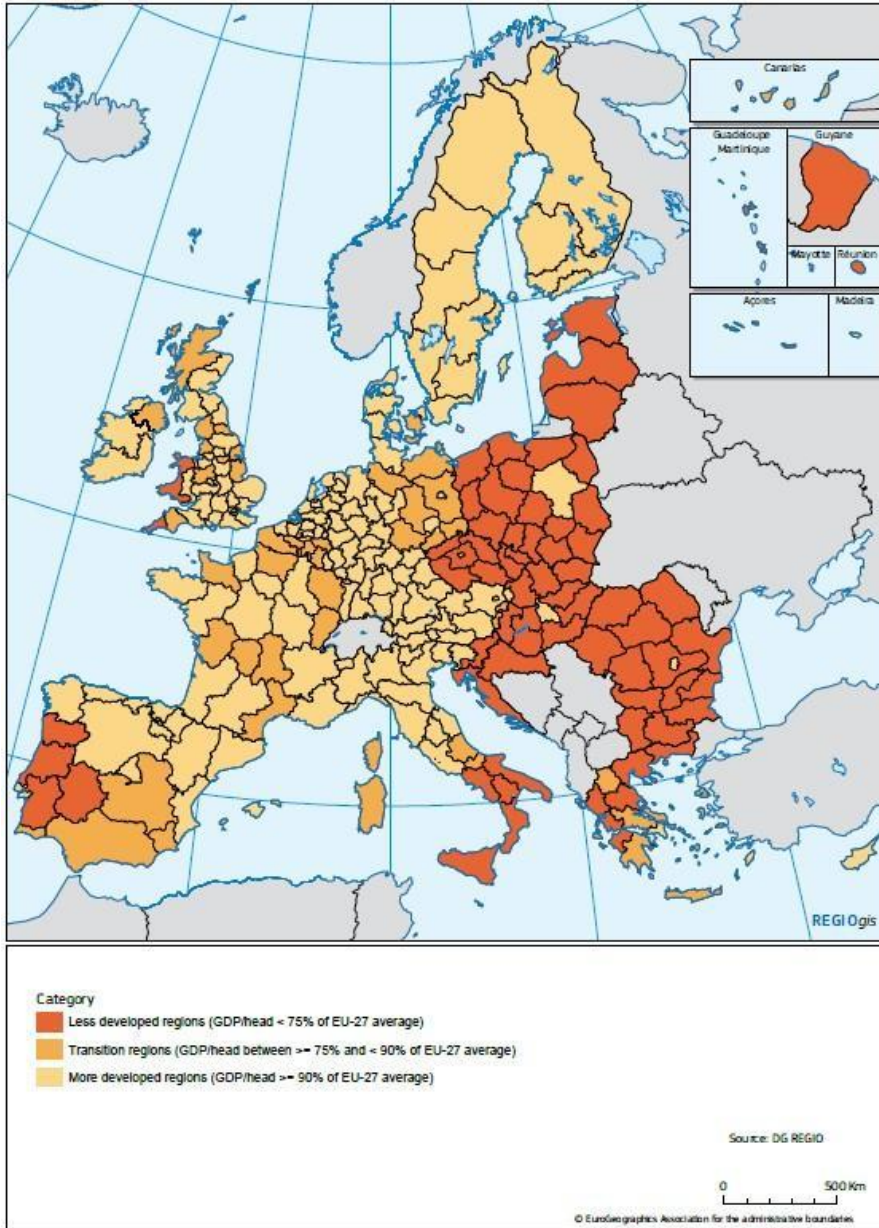 Canarias
Guadeloupe
Martinique
Guyane
Mayotte
Réunion
Açores
Madeira
REGIOgis
Category
Less developed regions (GDP/head < 75% of EU-27 average)
Transition regions (GDP/head between >= 75% and < 90% of EU-27 average)
More developed regions (GDP/head >= 90% of EU-27 average)
Source: DG REGIO
0 500 Km
© EuroGeographics Association for the administrative boundaries